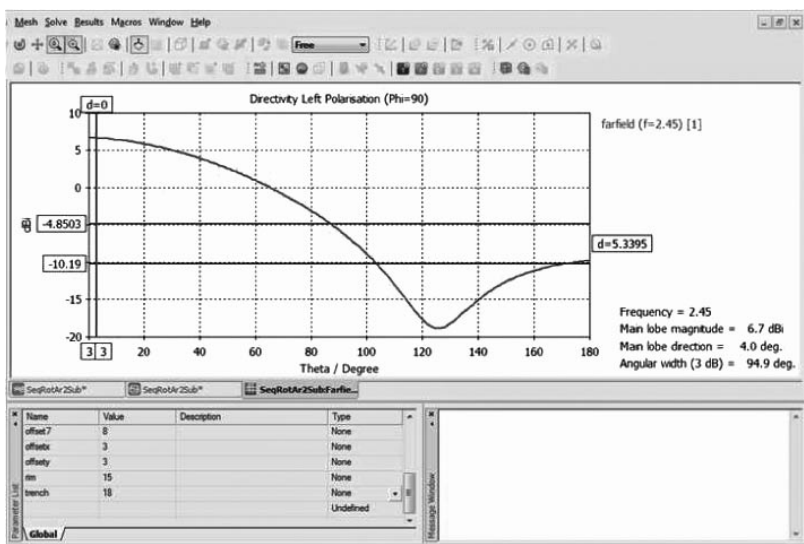 Mesh Solve Results Macros Window Help
Free
Directivity Left Polarisation (Phi=90)
d=0
farfield (f=2.45) [1]
10
5
0
-4.8503
-10.19
-15
-20
dBi
d=5.3395
3 3 20 40 60 80 100 120 140 160 180
Theta / Degree
Frequency = 2.45
Main lobe magnitude = 6.7 dBi
Main lobe direction = 4.0 deg.
Angular width (3 dB) = 94.9 deg.
SeqRotAr2Sub*
SeqRotAr2Sub*
SeqRotAr2Sub:Farfie...
Name Value Description Type
offset7 8 None
offsetx 3 None
offsety 3 None
rim 15 None
trench 18 None
Undefined
Global
Parameter List
Message Window